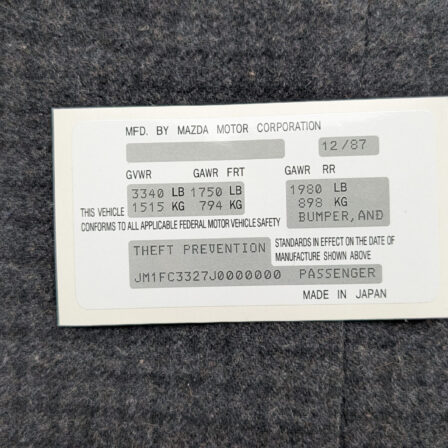 MFD. BY MAZDA MOTOR CORPORATION
12/87
GVWR GAWR FRT GAWR RR
3340 LB 1750 LB 1980 LB
1515 KG 794 KG 898 KG
THIS VEHICLE BUMPER,AND
CONFORMS TO ALL APPLICABLE FEDERAL MOTOR VEHICLE SAFETY
THEFT PREVENTION STANDARDS IN EFFECT ON THE DATE OF
MANUFACTURE SHOWN ABOVE
JM1FC3327J0000000 PASSENGER
MADE IN JAPAN